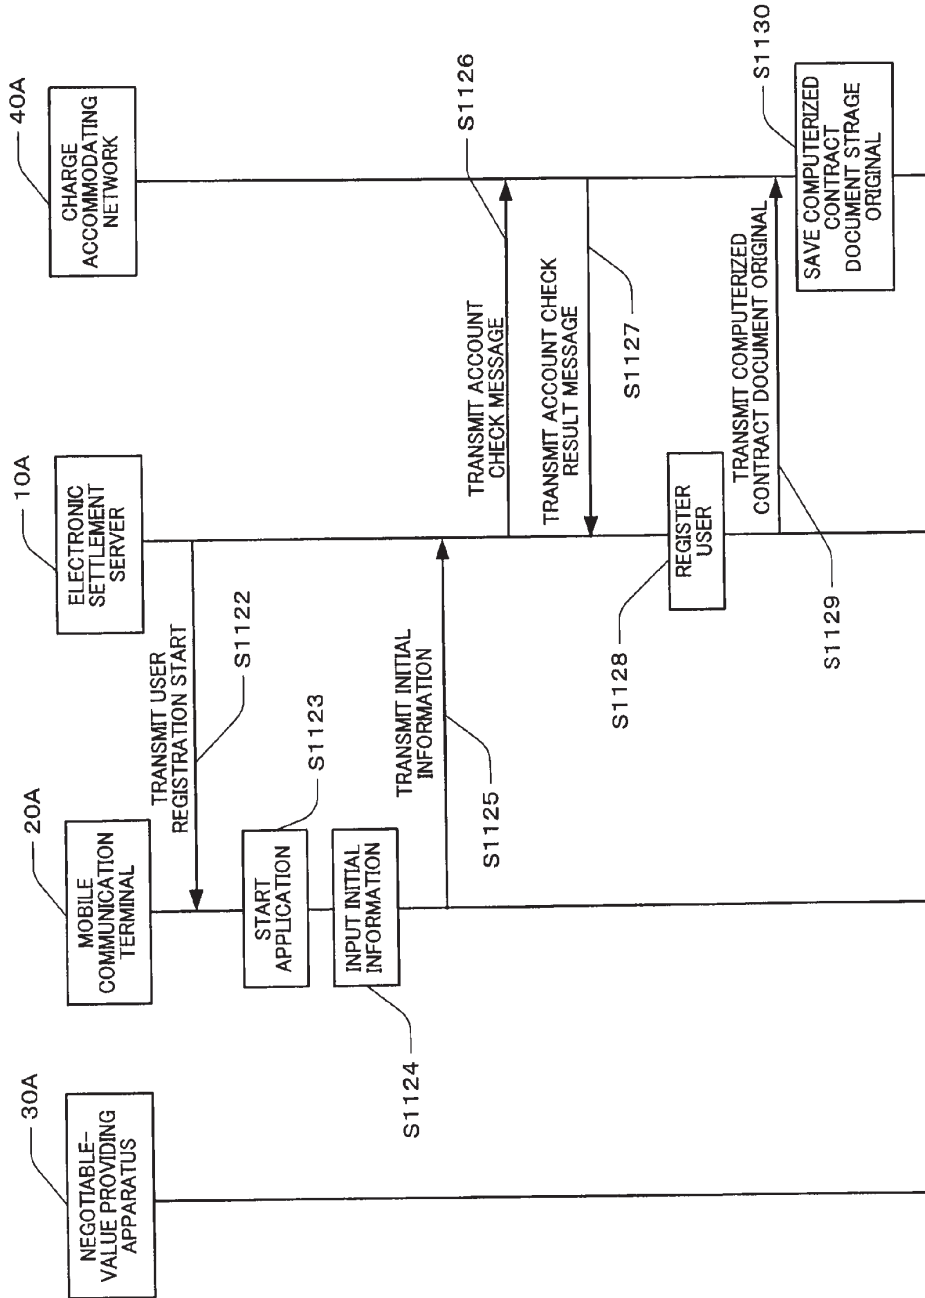 30A
NEGOTIABLE-
VALUE PROVIDING
APPARATUS
20A
MOBILE
COMMUNICATION
TERMINAL
10A
ELECTRONIC
SETTLEMENT
SERVER
40A
CHARGE
ACCOMMODATING
NETWORK
TRANSMIT USER
REGISTRATION START
S1122
START
APPLICATION
S1123
INPUT INITIAL
INFORMATION
S1124
TRANSMIT INITIAL
INFORMATION
S1125
TRANSMIT ACCOUNT
CHECK MESSAGE
S1126
TRANSMIT ACCOUNT CHECK
RESULT MESSAGE
S1127
REGISTER
USER
S1128
TRANSMIT COMPUTERIZED
CONTRACT DOCUMENT ORIGINAL
S1129
SAVE COMPUTERIZED
CONTRACT
DOCUMENT STRAGE
ORIGINAL
S1130